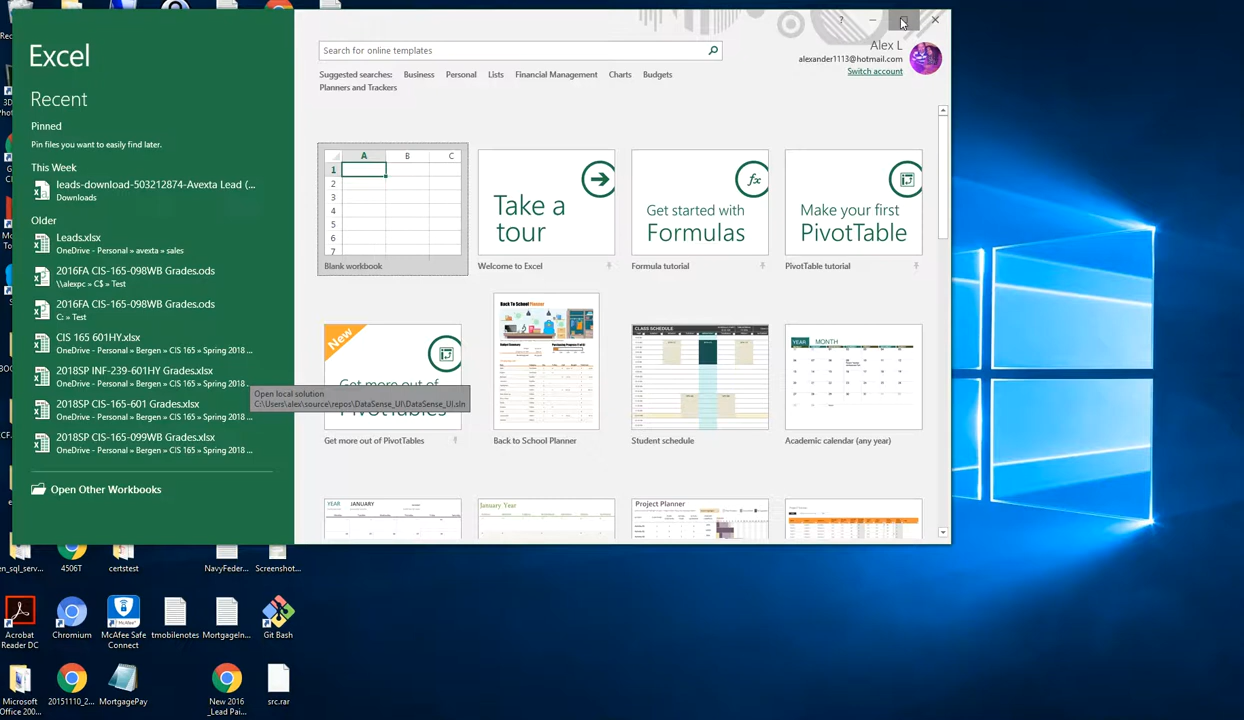 Excel
Recent
Pinned
Pin files you want to easily find later.
This Week
leads-download-503212874-Avexta Lead (...
Downloads
Older
Leads.xlsx
OneDrive - Personal » avexta » sales
2016FA CIS-165-098WB Grades.ods
\\alexpc » C$ » Test
2016FA CIS-165-098WB Grades.ods
C: » Test
CIS 165 601HY.xlsx
OneDrive - Personal » Bergen » CIS 165 » Spring 2018 ...
2018SP INF-239-601HY Grades.xlsx
OneDrive - Personal » Bergen » CIS 165 » Spring 2018 ...
2018SP CIS-165-601 Grades.xlsx
OneDrive - Personal » Bergen » CIS 165 » Spring 2018 ...
2018SP CIS-165-099WB Grades.xlsx
OneDrive - Personal » Bergen » CIS 165 » Spring 2018 ...
Open Other Workbooks
?
Alex L
alexander1113@hotmail.com
Switch account
Search for online templates
Suggested searches: Business Personal Lists Financial Management Charts Budgets
Planners and Trackers
A B C
1
2
3
4
5
6
7
Blank workbook
Take a
tour
Welcome to Excel
fx
Get started with
Formulas
Formula tutorial
Make your first
PivotTable
PivotTable tutorial
New
Get more out of
PivotTables
Get more out of PivotTables
Open local solution
C:\Users\alex\source\repos\DataSense_UI\DataSense_UI.sln
Back To School Planner
Back to School Planner
CLASS SCHEDULE
Student schedule
YEAR MONTH
Academic calendar (any year)
YEAR JANUARY
January Year
Project Planner
en_sql_serv...
4506T
certstest
NavyFeder...
Screenshot...
Acrobat
Reader DC
Chromium
McAfee Safe
Connect
tmobilenotes
MortgageIn...
Git Bash
Microsoft
Office 200...
20151110_2...
MortgagePay
New 2016
_Lead Pai...
src.rar